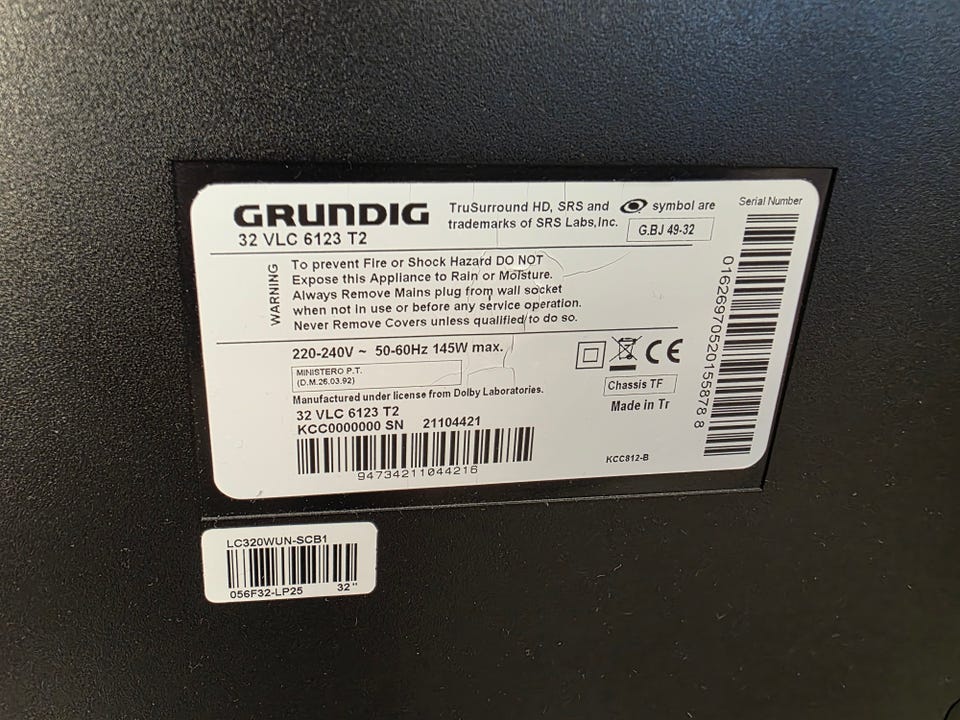 GRUNDIG
32 VLC 6123 T2
TruSurround HD, SRS and symbol are
trademarks of SRS Labs,Inc.
G.BJ 49-32
Serial Number
WARNING
To prevent Fire or Shock Hazard DO NOT
Expose this Appliance to Rain or Moisture.
Always Remove Mains plug from wall socket
when not in use or before any service operation.
Never Remove Covers unless qualified to do so.
220-240V ~ 50-60Hz 145W max.
MINISTERO P.T.
(D.M.26.03.92)
Manufactured under license from Dolby Laboratories.
CE
Chassis TF
Made in Tr
32 VLC 6123 T2
KCC0000000 SN 21104421
94734211044216
KCC812-B
01626970520155878 8
LC320WUN-SCB1
056F32-LP25 32"